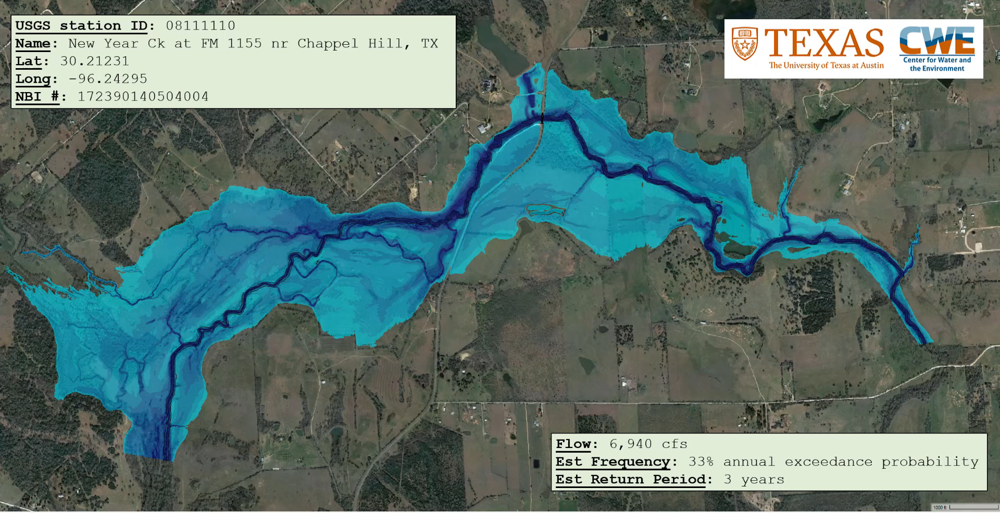 USGS station ID: 08111110
Name: New Year Ck at FM 1155 nr Chappel Hill, TX
Lat: 30.21231
Long: -96.24295
NBI #: 172390140504004
TEXAS
The University of Texas at Austin
CWE
Center for Water and
the Environment
Flow: 6,940 cfs
Est Frequency: 33% annual exceedance probability
Est Return Period: 3 years
1000 ft